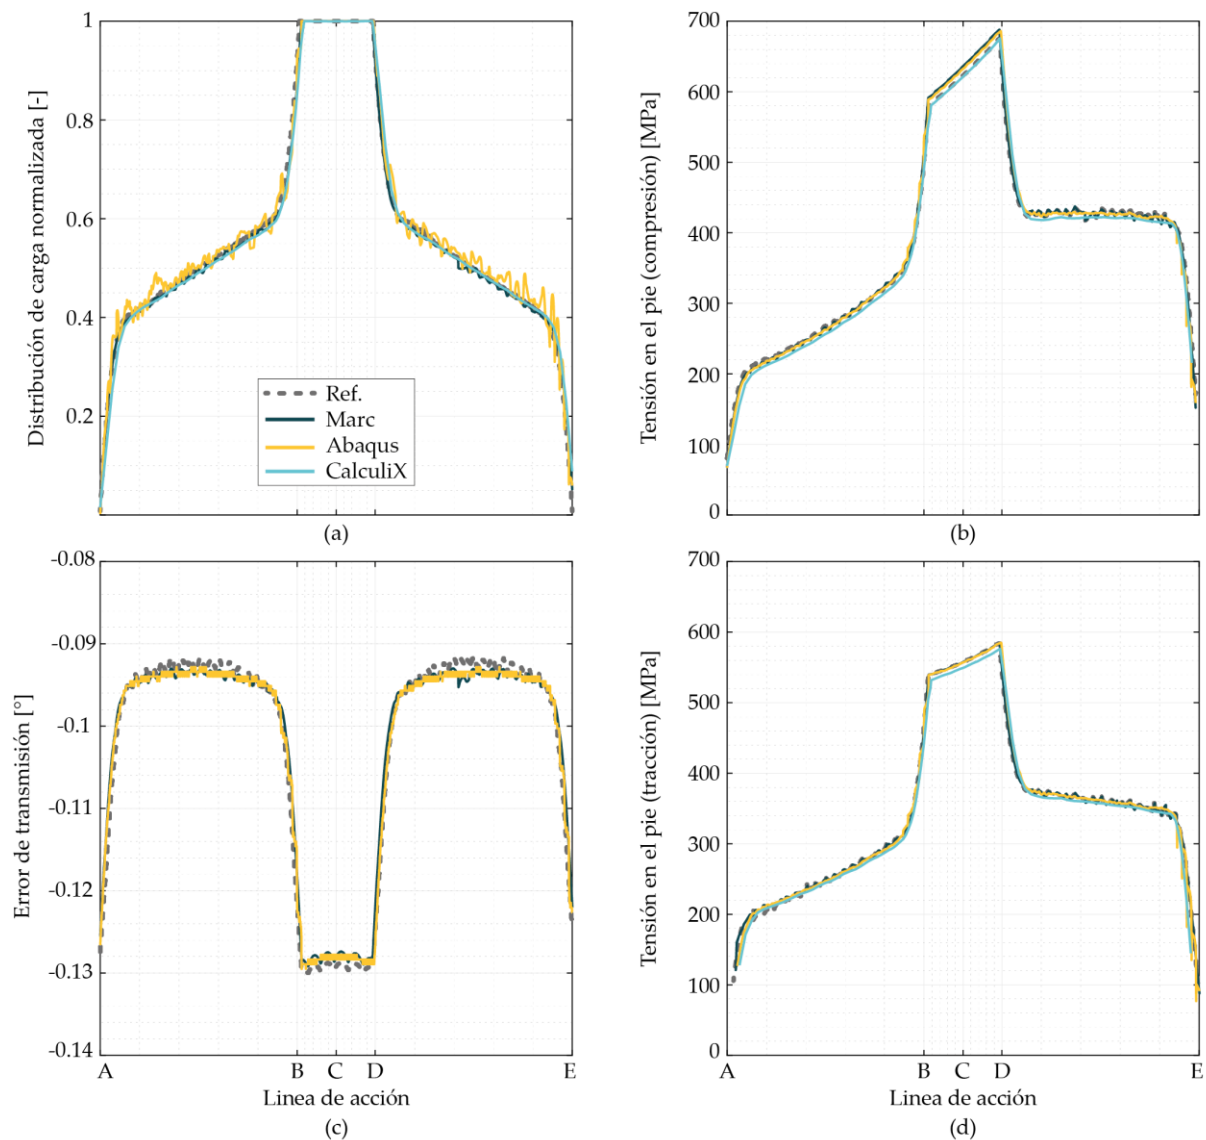 Distribución de carga normalizada [-]
1
0.8
0.6
0.4
0.2
Ref.
Marc
Abaqus
CalculiX
(a)
Tensión en el pie (compresión) [MPa]
700
600
500
400
300
200
100
0
(b)
Error de transmisión [°]
-0.08
-0.09
-0.1
-0.11
-0.12
-0.13
-0.14
A B C D E
Linea de acción
(c)
Tensión en el pie (tracción) [MPa]
700
600
500
400
300
200
100
0
A B C D E
Linea de acción
(d)